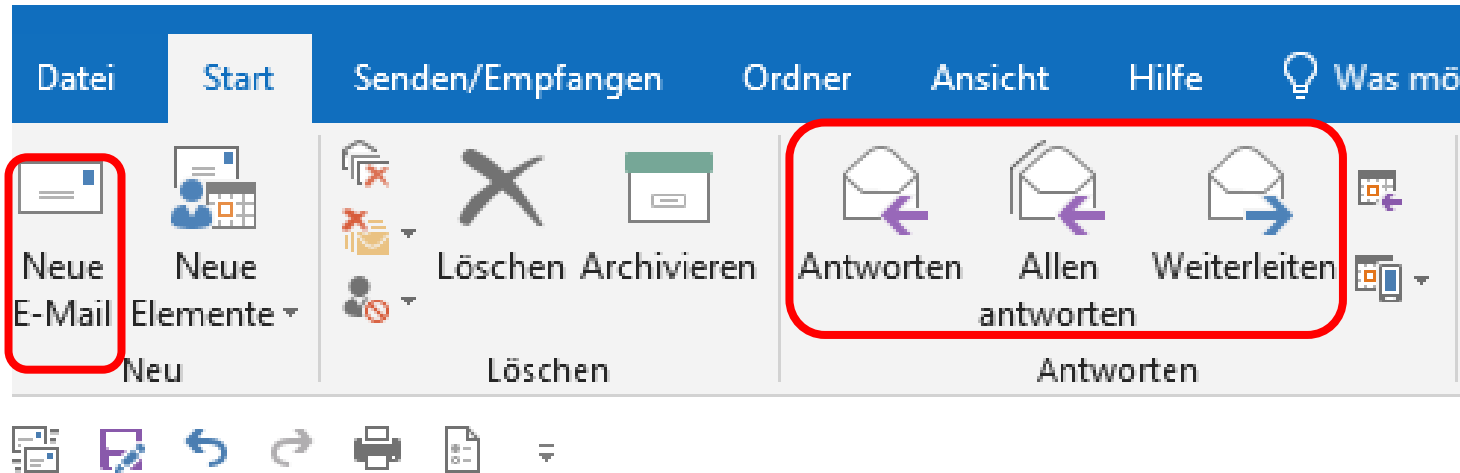 Datei Start Senden/Empfangen Ordner Ansicht Hilfe Was mö
Neue E-Mail
Neue Elemente
Löschen Archivieren
Antworten Allen antworten Weiterleiten
Neu Löschen Antworten